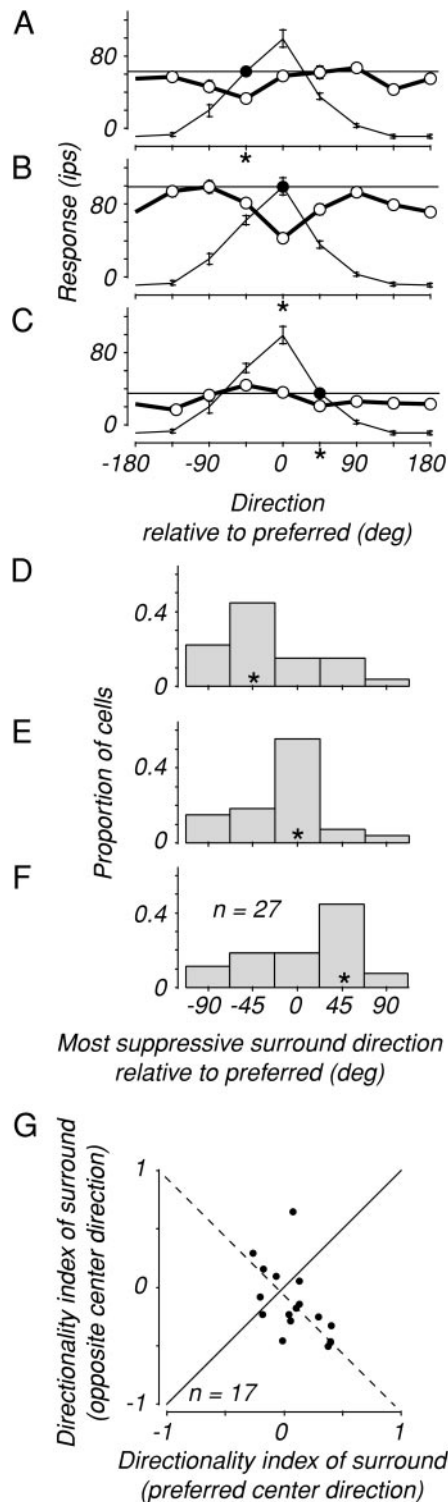 A
80
0
*
B
Response (ips)
80
0
*
C
80
0
*
-180 -90 0 90 180
Direction
relative to preferred (deg)
D
0.4
0
*
E
Proportion of cells
0.4
0
*
F
n = 27
0.4
0
*
-90 -45 0 45 90
Most suppressive surround direction
relative to preferred (deg)
G
Directionality index of surround
(opposite center direction)
1
0
-1
n = 17
-1 0 1
Directionality index of surround
(preferred center direction)